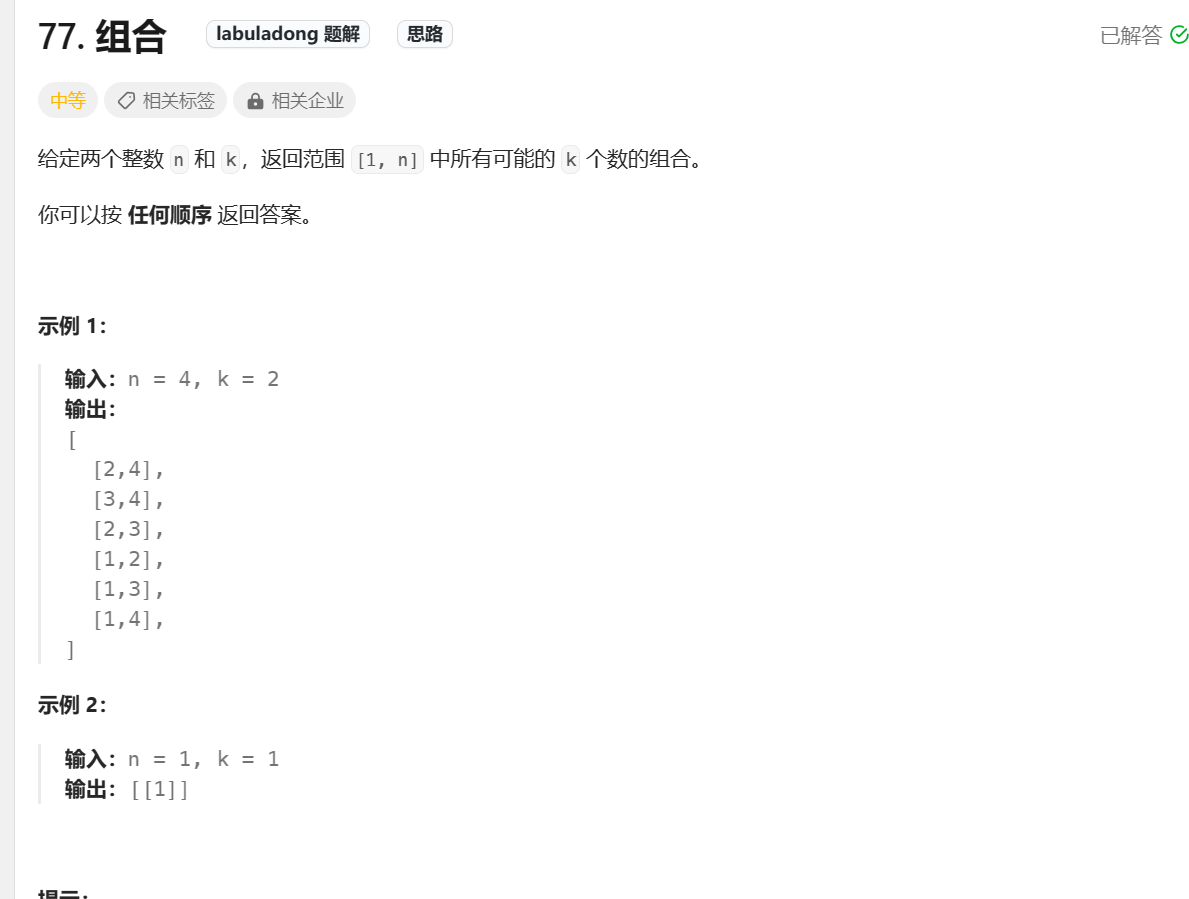 77. 组合 labuladong 题解 思路 已解答
中等 相关标签 相关企业
给定两个整数 n 和 k，返回范围 [1, n] 中所有可能的 k 个数的组合。
你可以按 任何顺序 返回答案。
示例 1：
输入：n = 4, k = 2
输出：
[
[2,4],
[3,4],
[2,3],
[1,2],
[1,3],
[1,4],
]
示例 2：
输入：n = 1, k = 1
输出：[[1]]
提示：